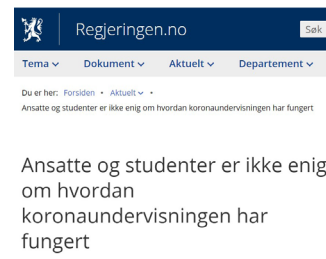 Regjeringen.no
Søk
Tema Dokument Aktuelt Departement
Du er her: Forsiden • Aktuelt •
Ansatte og studenter er ikke enig om hvordan koronaundervisningen har fungert
Ansatte og studenter er ikke enig
om hvordan
koronaundervisningen har
fungert